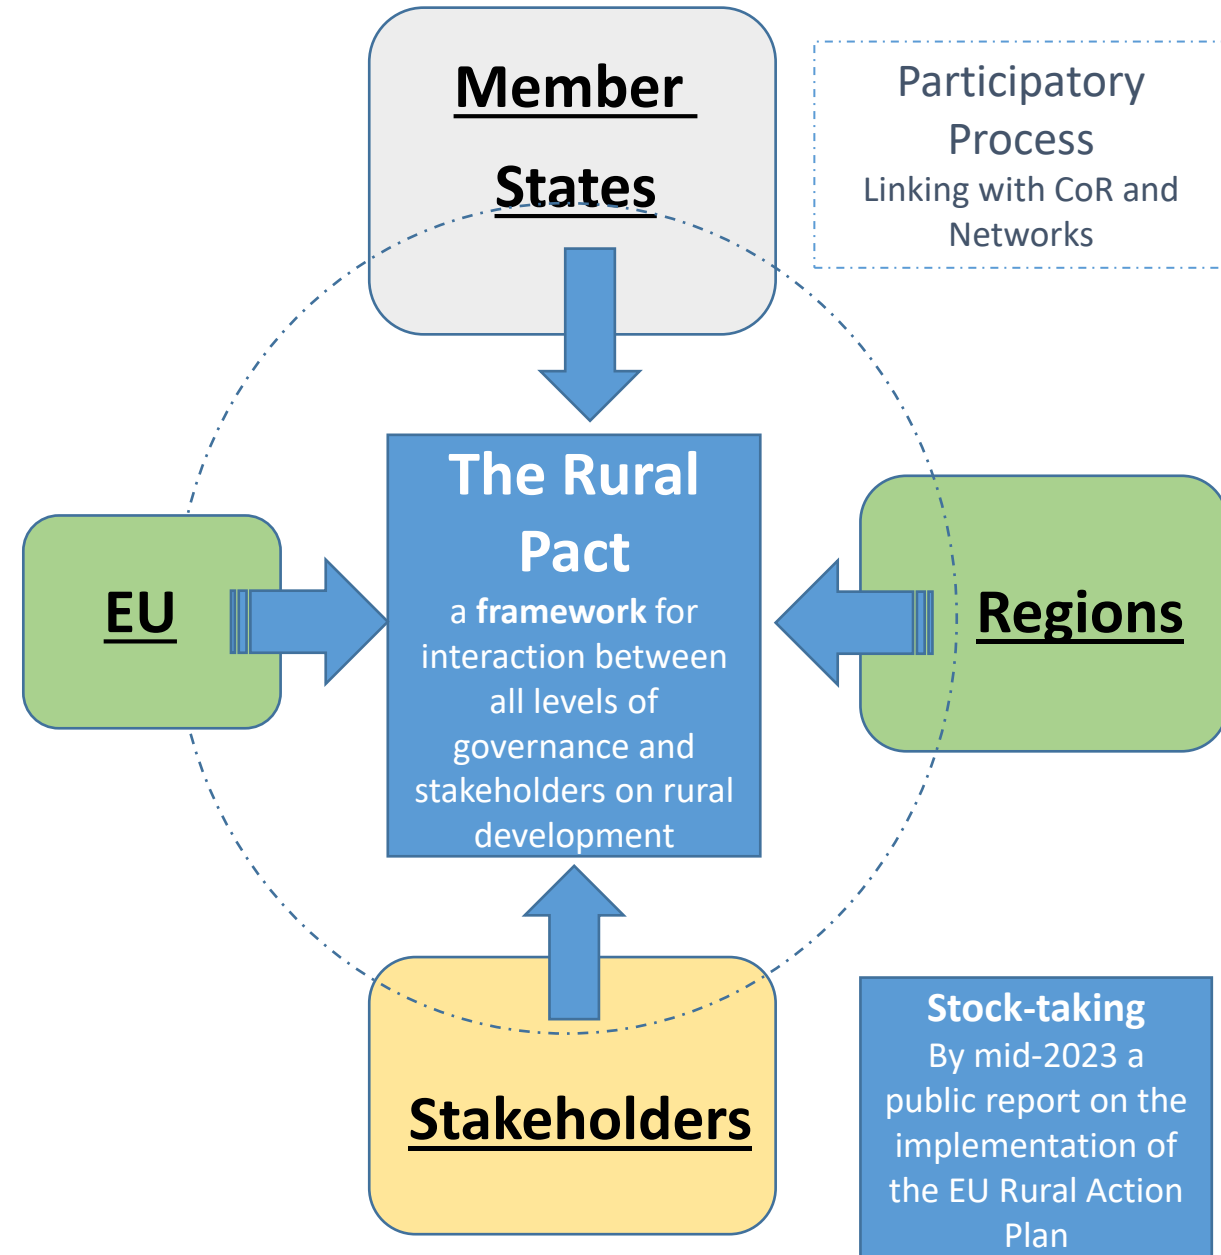 Member
States
Participatory
Process
Linking with CoR and
Networks
The Rural
Pact
a framework for
interaction between
all levels of
governance and
stakeholders on rural
development
EU
Regions
Stakeholders
Stock-taking
By mid-2023 a
public report on the
implementation of
the EU Rural Action
Plan